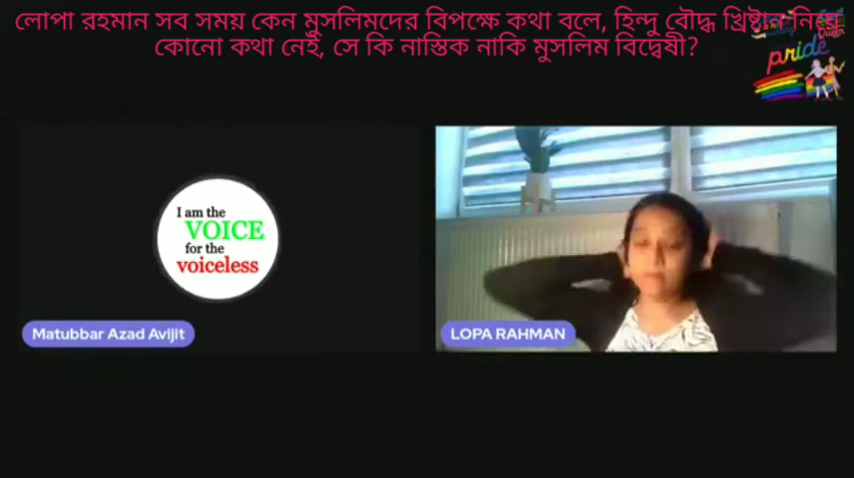 লোপা রহমান সব সময় কেন মুসলিমদের বিপক্ষে কথা বলে, হিন্দু বৌদ্ধ খ্রিষ্টান নিয়ে
কোনো কথা নেই, সে কি নাস্তিক নাকি মুসলিম বিদ্বেষী?
pride
I am the
VOICE
for the
voiceless
Matubbar Azad Avijit
LOPA RAHMAN